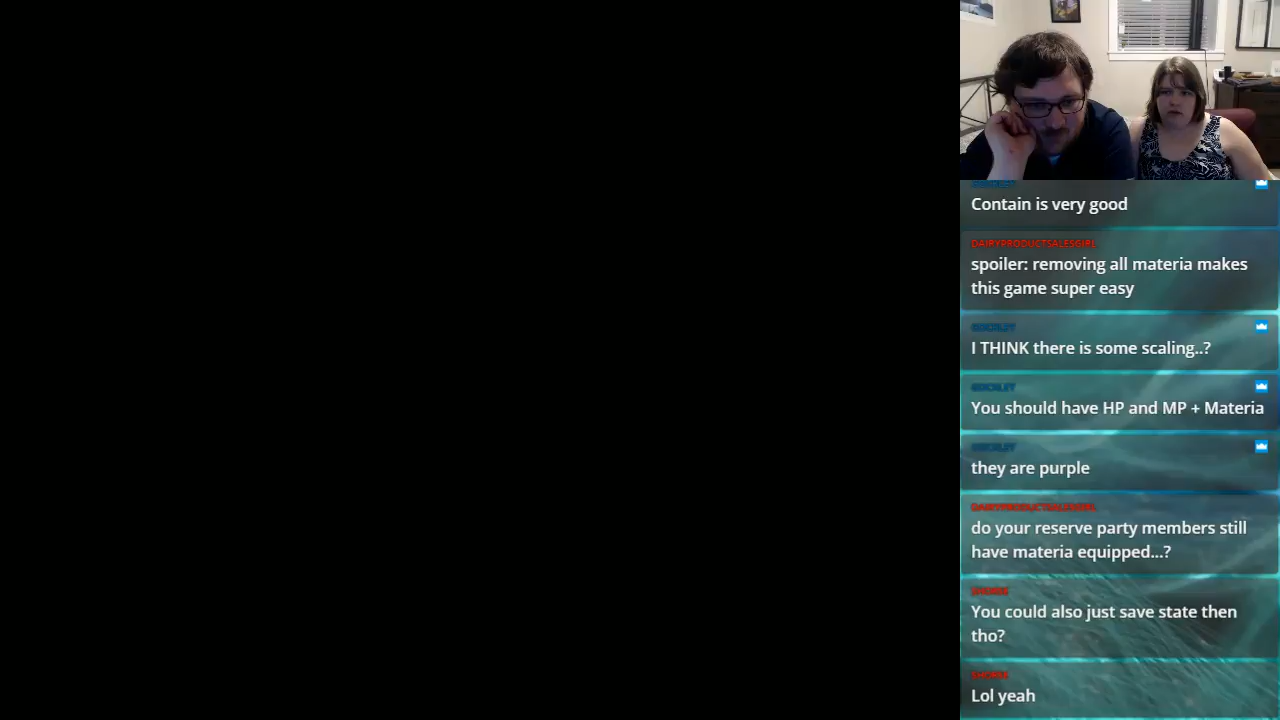 Contain is very good
DAIRYPRODUCTSALESGIRL
spoiler: removing all materia makes
this game super easy
I THINK there is some scaling..?
You should have HP and MP + Materia
they are purple
DAIRYPRODUCTSALESGIRL
do your reserve party members still
have materia equipped...?
You could also just save state then
tho?
Lol yeah